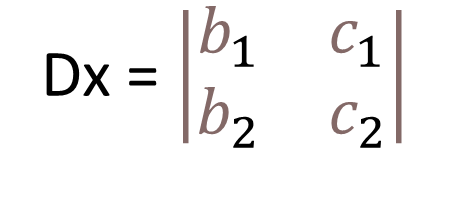 Dx = | b₁ c₁ |
| b₂ c₂ |